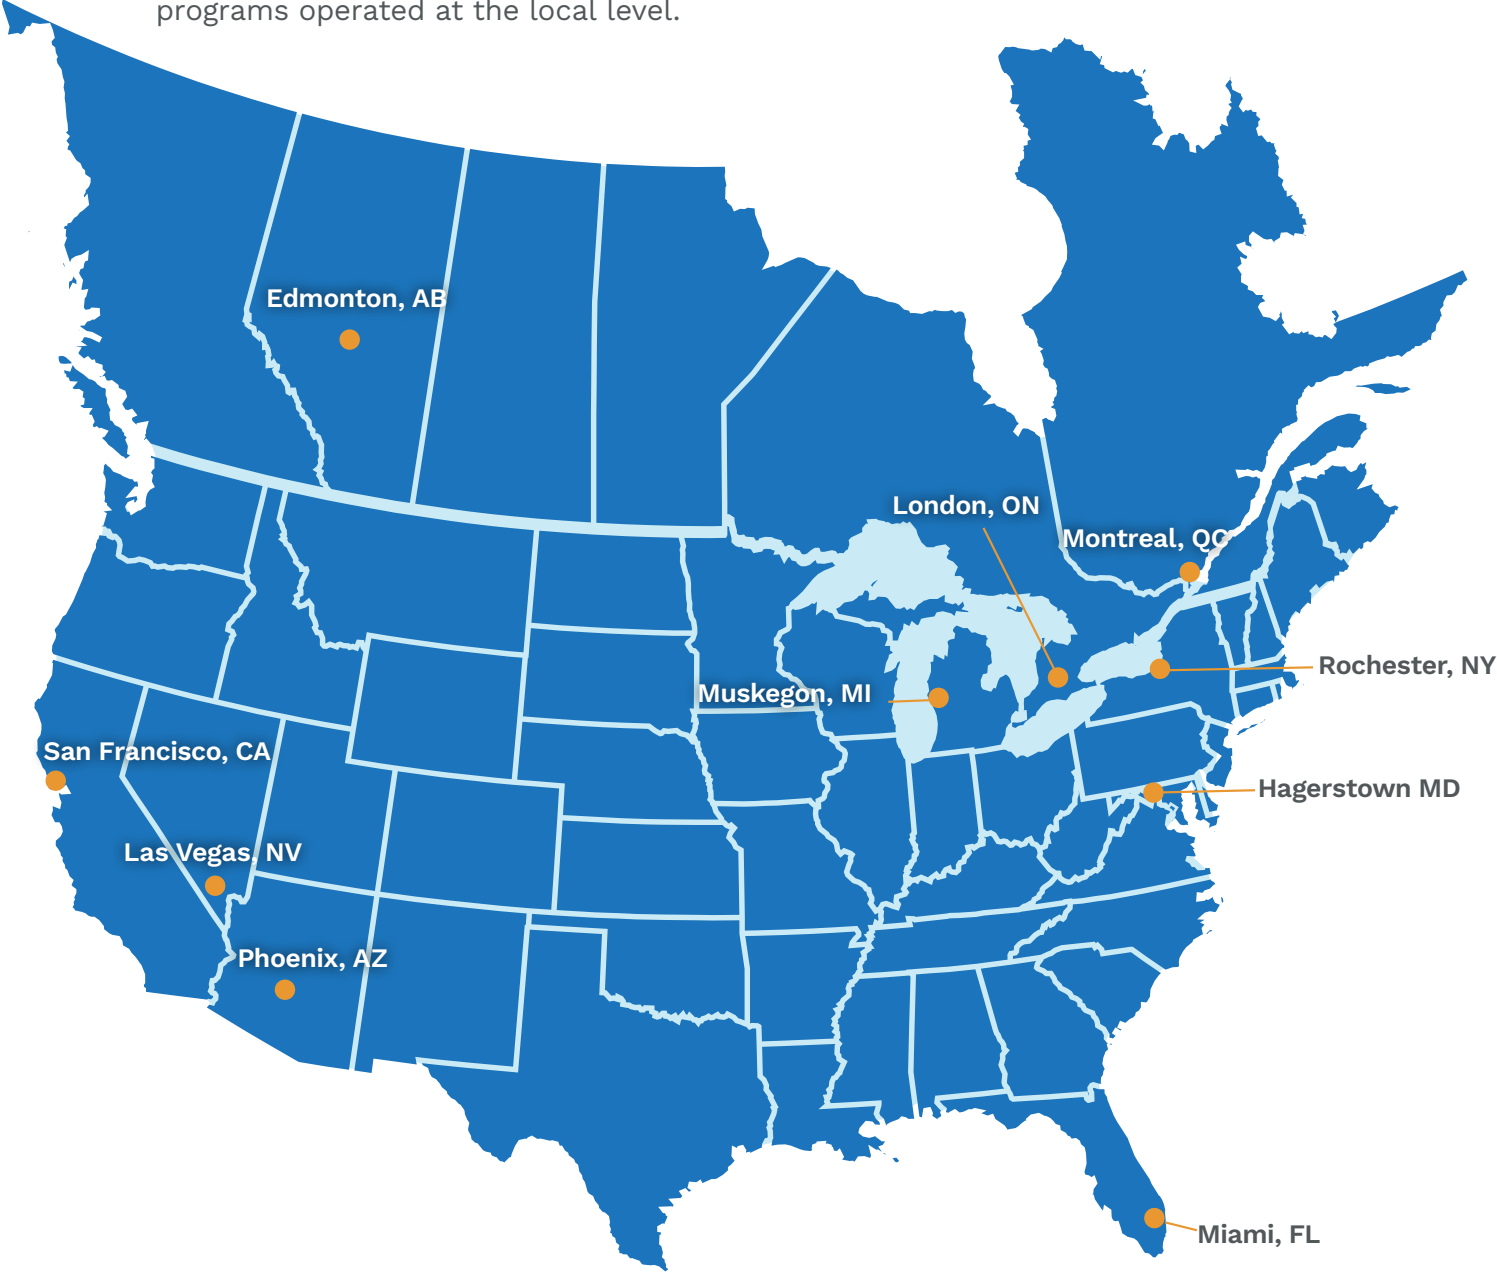 programs operated at the local level.
Edmonton, AB
London, ON
Montreal, QC
Rochester, NY
Muskegon, MI
San Francisco, CA
Hagerstown MD
Las Vegas, NV
Phoenix, AZ
Miami, FL